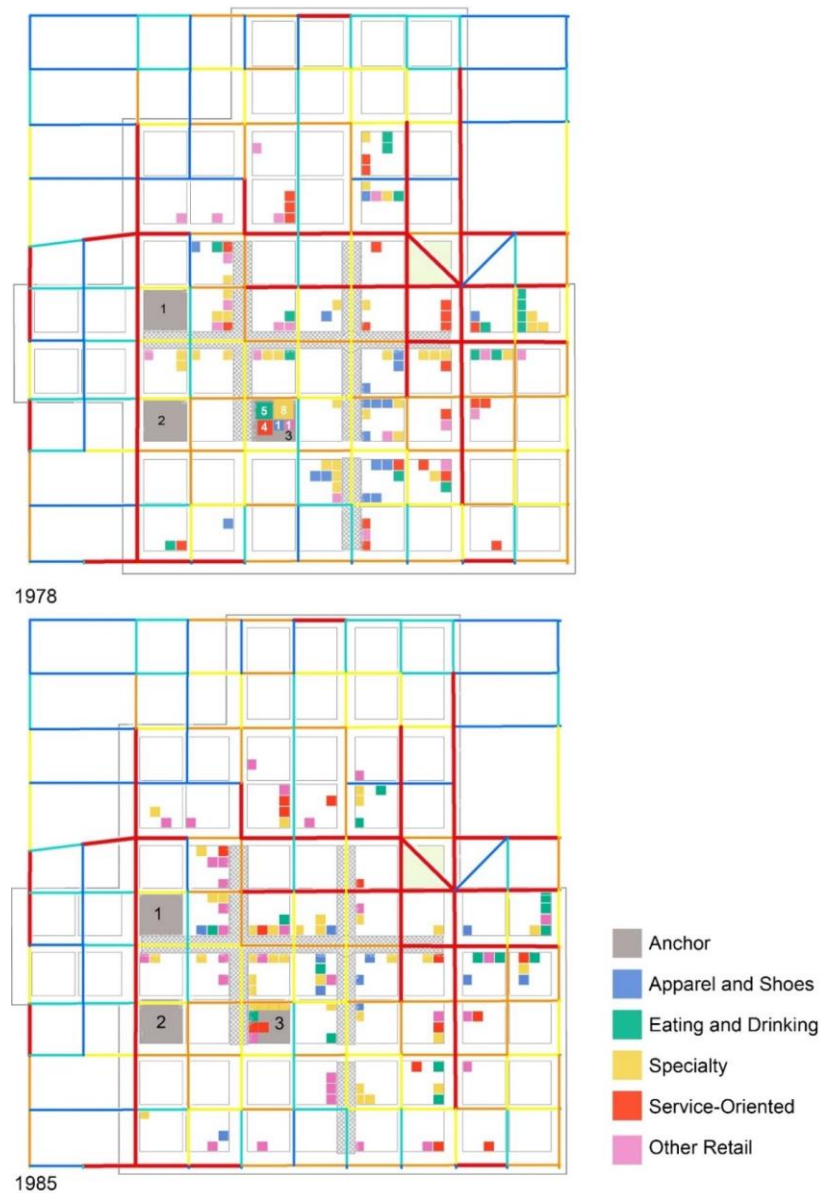 1
2
5 8
4 1 1
3
1978
1
2
3
1985
Anchor
Apparel and Shoes
Eating and Drinking
Specialty
Service-Oriented
Other Retail